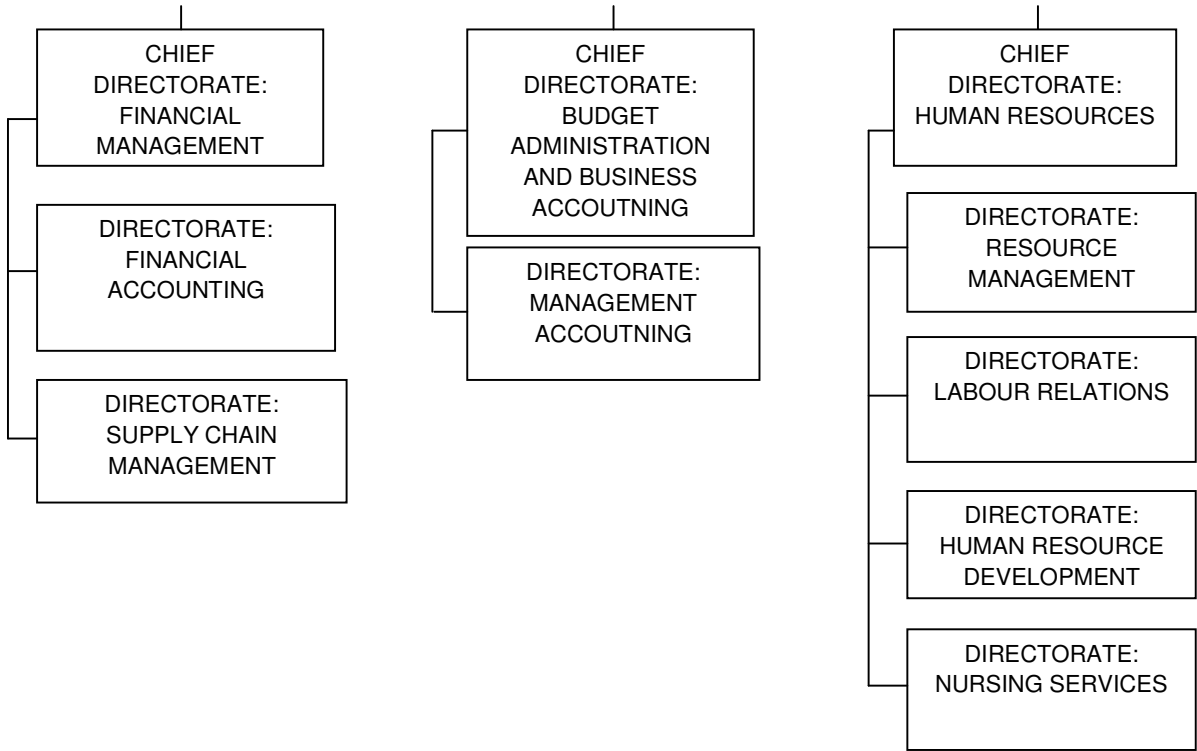 CHIEF
DIRECTORATE:
FINANCIAL
MANAGEMENT
DIRECTORATE:
FINANCIAL
ACCOUNTING
DIRECTORATE:
SUPPLY CHAIN
MANAGEMENT
CHIEF
DIRECTORATE:
BUDGET
ADMINISTRATION
AND BUSINESS
ACCOUTNING
DIRECTORATE:
MANAGEMENT
ACCOUTNING
CHIEF
DIRECTORATE:
HUMAN RESOURCES
DIRECTORATE:
RESOURCE
MANAGEMENT
DIRECTORATE:
LABOUR RELATIONS
DIRECTORATE:
HUMAN RESOURCE
DEVELOPMENT
DIRECTORATE:
NURSING SERVICES